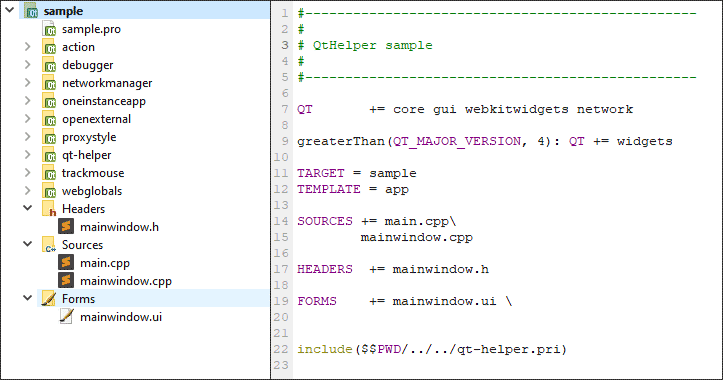 sample
sample.pro
action
debugger
networkmanager
oneinstanceapp
openexternal
proxystyle
qt-helper
trackmouse
webglobals
Headers
mainwindow.h
Sources
main.cpp
mainwindow.cpp
Forms
mainwindow.ui
1 #----------------------------------------------------
2 #
3 # QtHelper sample
4 #
5 #----------------------------------------------------
6
7 QT       += core gui webkitwidgets network
8
9 greaterThan(QT_MAJOR_VERSION, 4): QT += widgets
10
11 TARGET = sample
12 TEMPLATE = app
13
14 SOURCES += main.cpp\
15         mainwindow.cpp
16
17 HEADERS  += mainwindow.h
18
19 FORMS    += mainwindow.ui \
20
21
22 include($$PWD/../../qt-helper.pri)
23